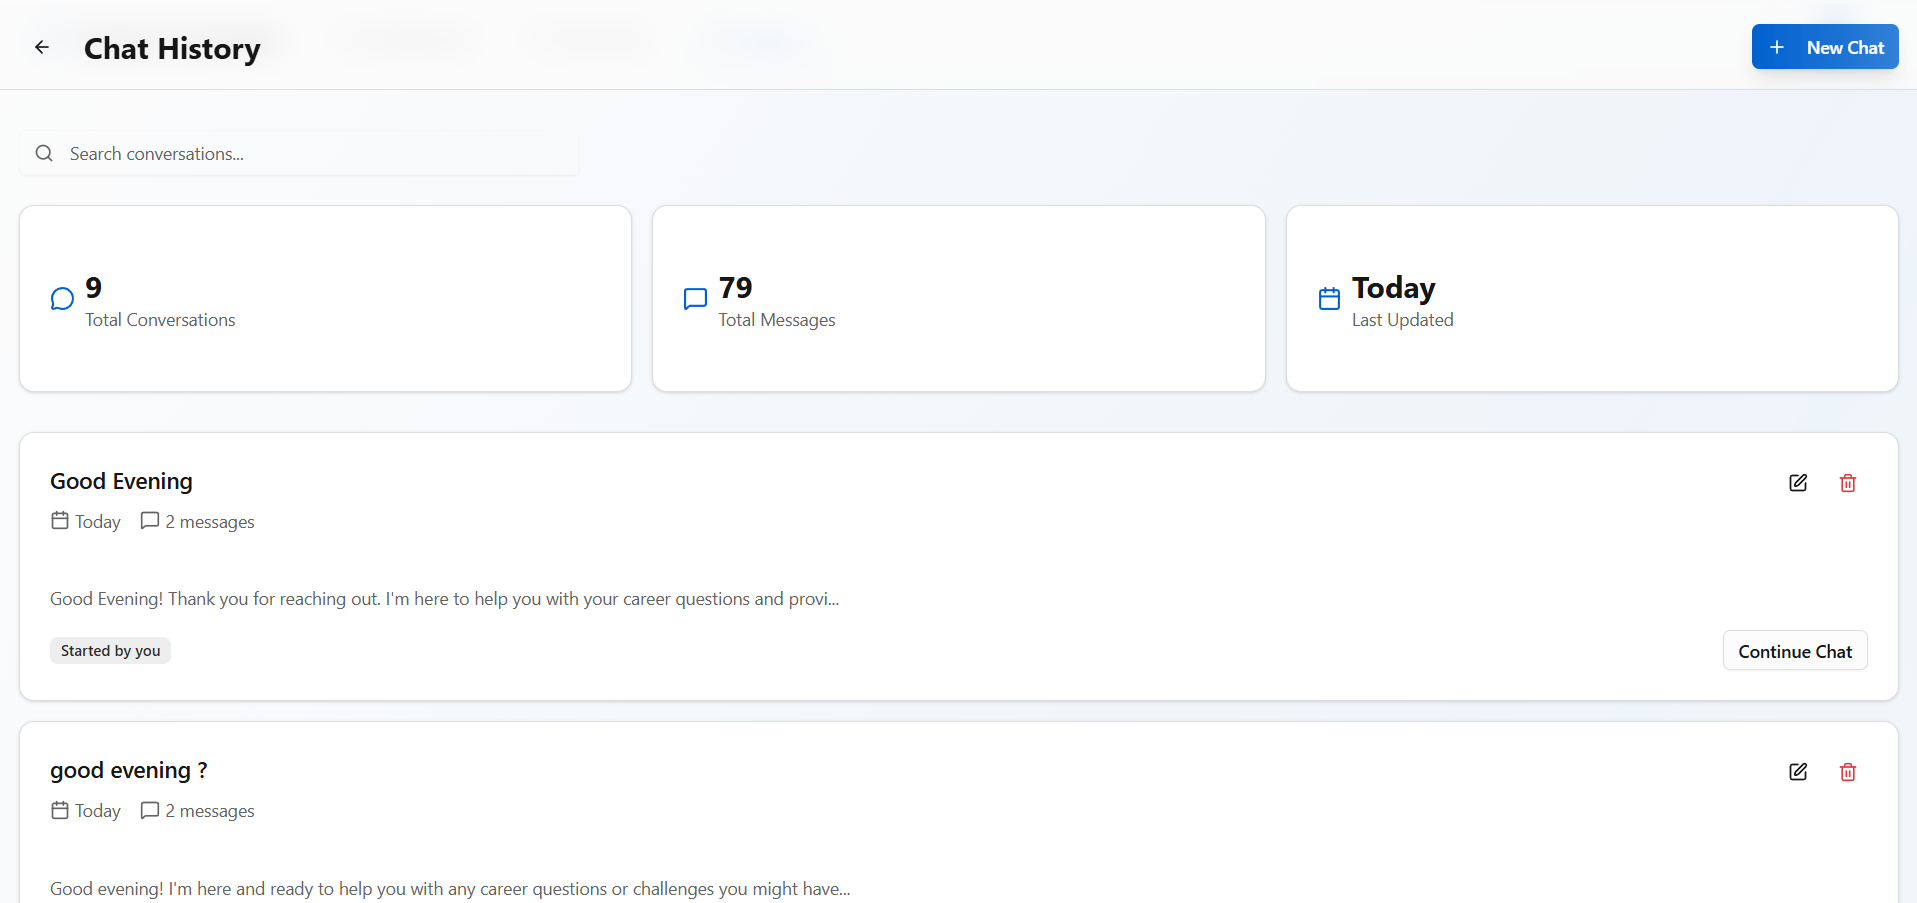 Chat History
New Chat
Search conversations...
9
Total Conversations
79
Total Messages
Today
Last Updated
Good Evening
Today 2 messages
Good Evening! Thank you for reaching out. I'm here to help you with your career questions and provi...
Started by you
Continue Chat
good evening ?
Today 2 messages
Good evening! I'm here and ready to help you with any career questions or challenges you might have...